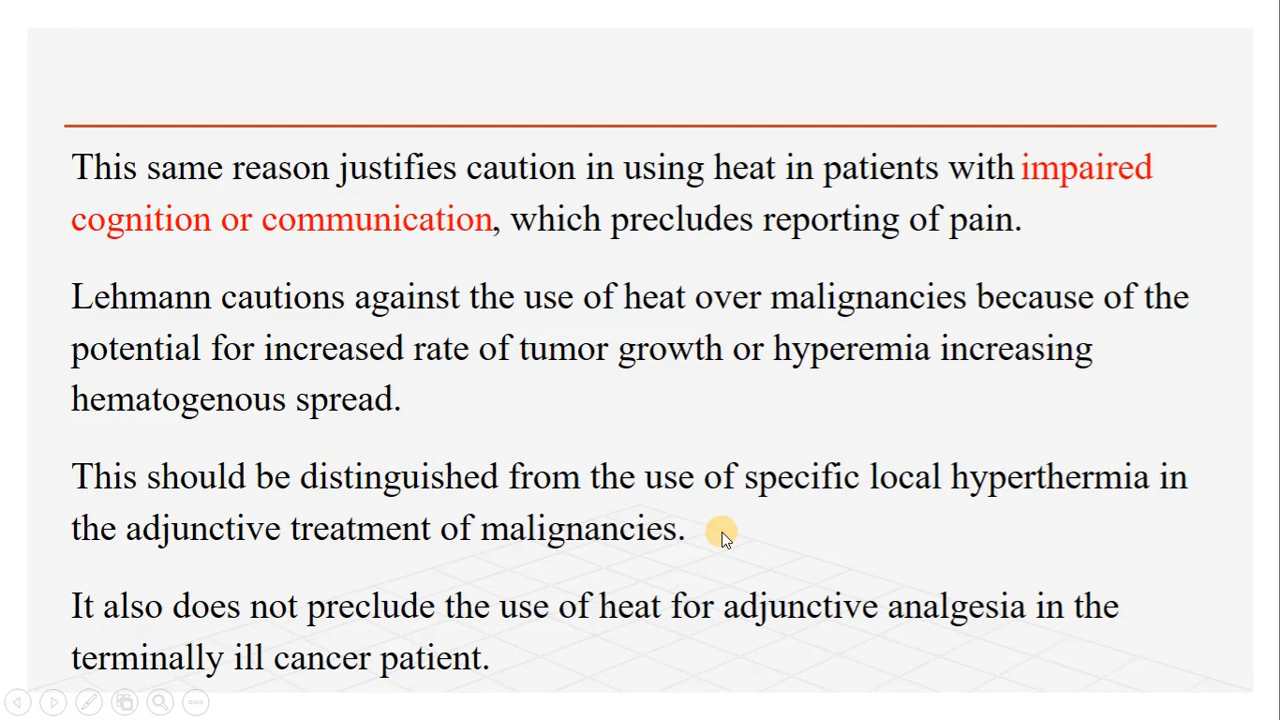 This same reason justifies caution in using heat in patients with impaired
cognition or communication, which precludes reporting of pain.
Lehmann cautions against the use of heat over malignancies because of the
potential for increased rate of tumor growth or hyperemia increasing
hematogenous spread.
This should be distinguished from the use of specific local hyperthermia in
the adjunctive treatment of malignancies.
It also does not preclude the use of heat for adjunctive analgesia in the
terminally ill cancer patient.